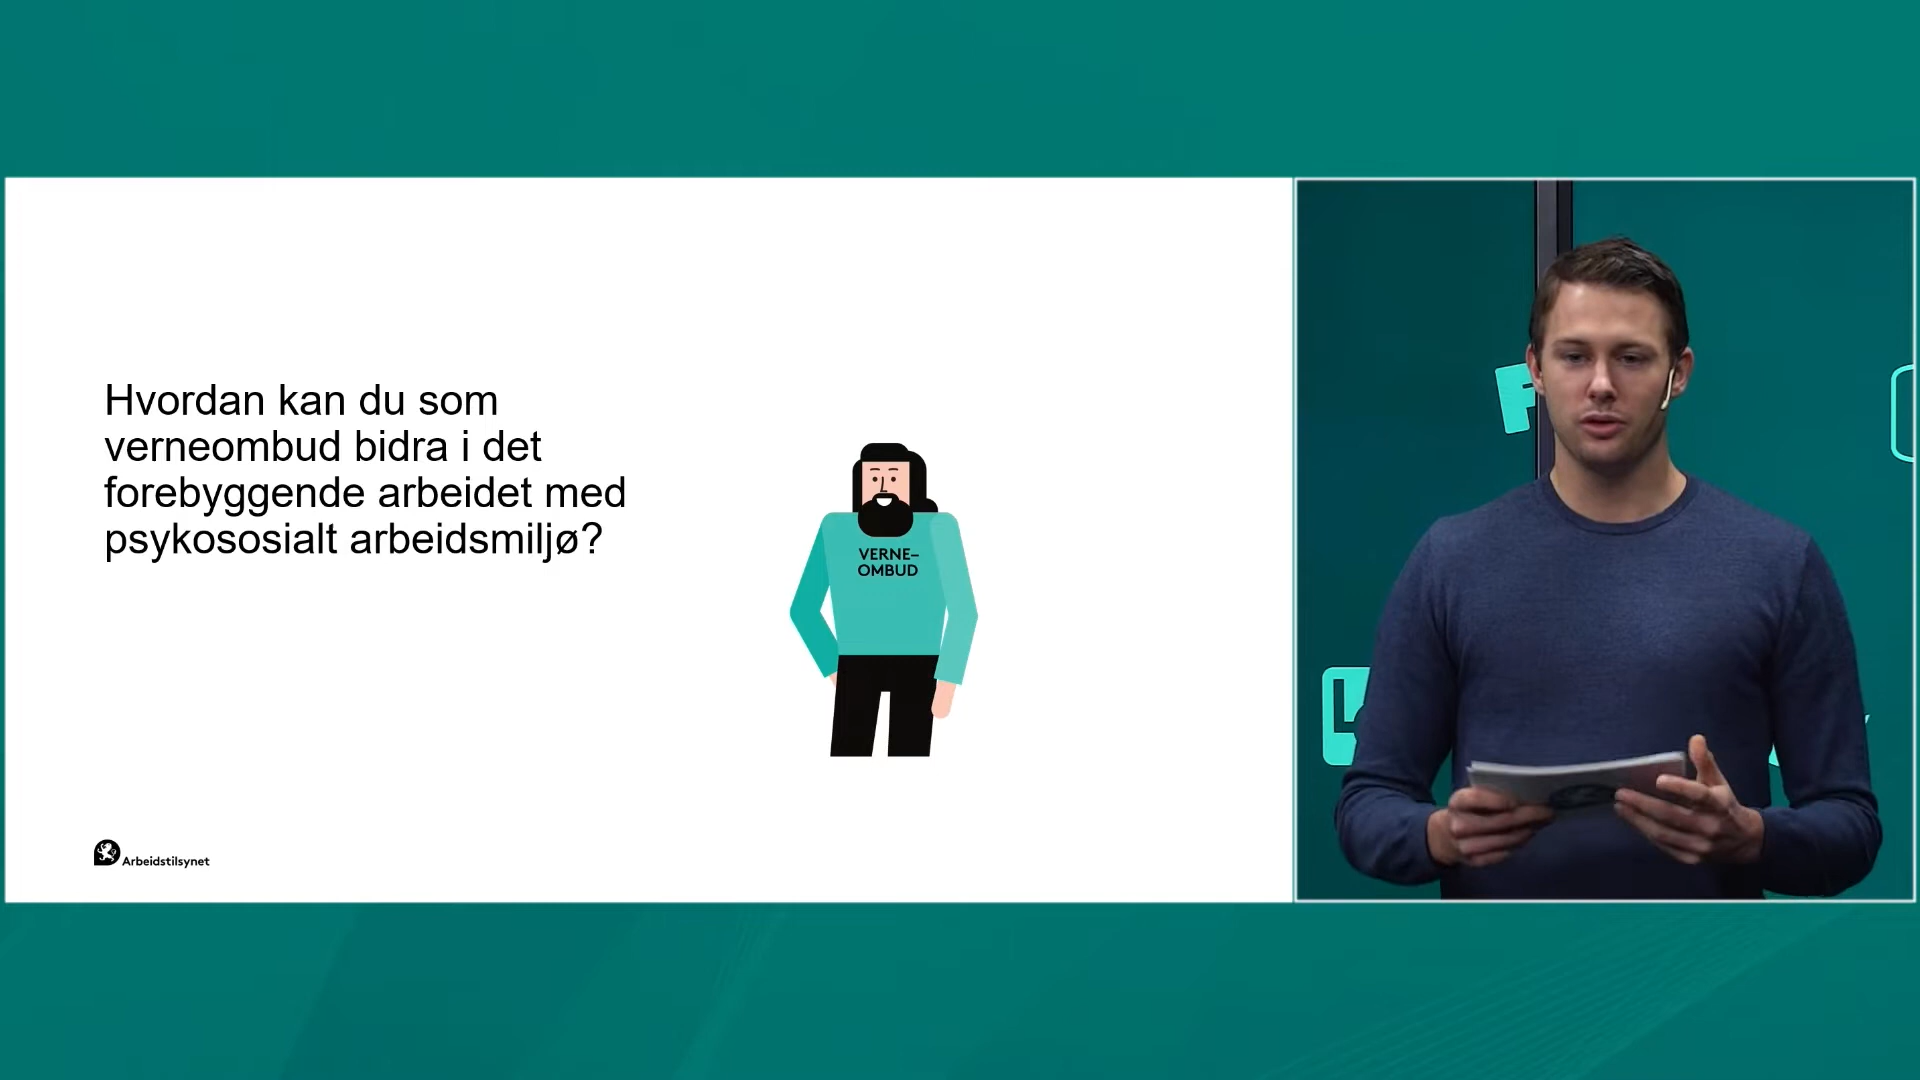 Hvordan kan du som
verneombud bidra i det
forebyggende arbeidet med
psykososialt arbeidsmiljø?
VERNE–
OMBUD
Arbeidstilsynet